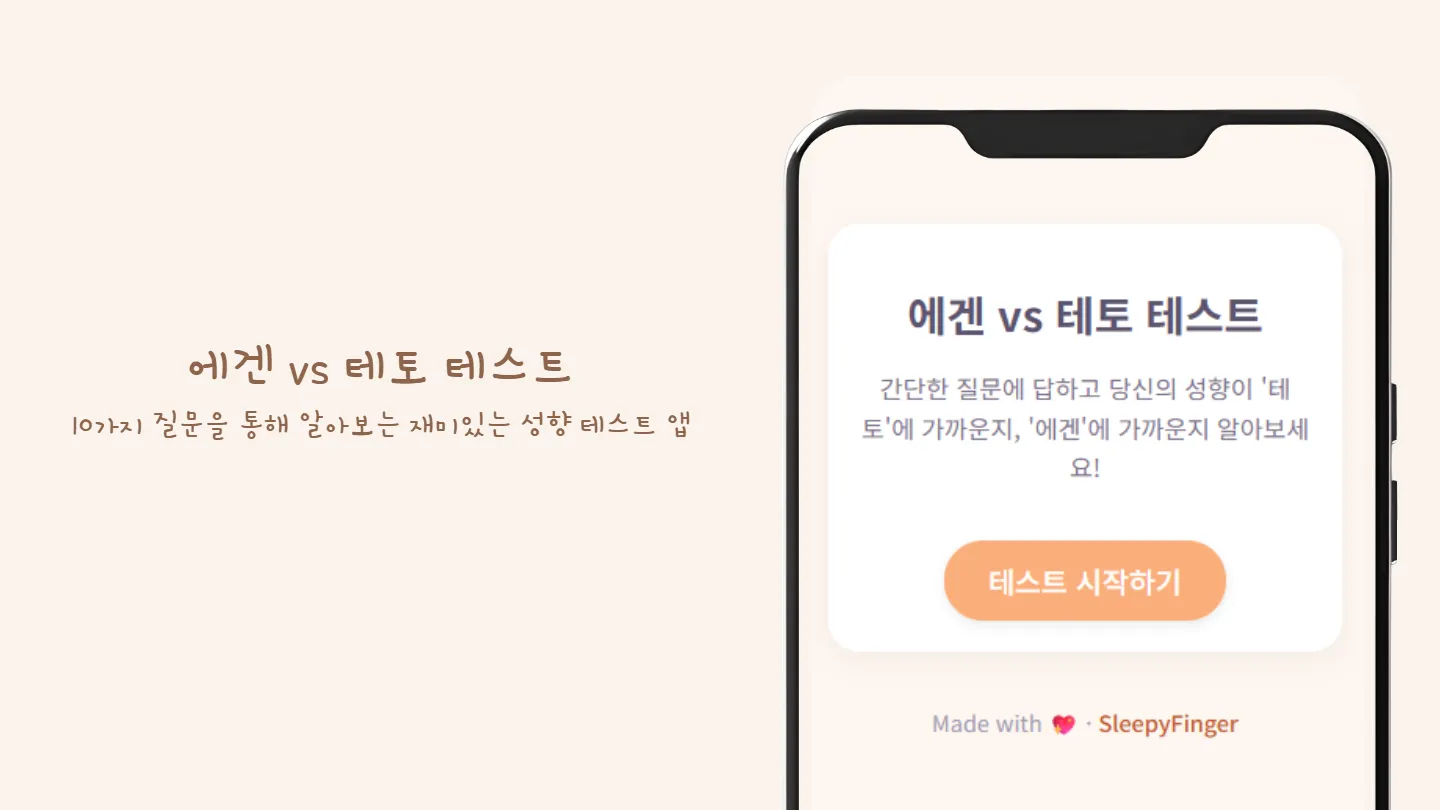 에겐 vs 테토 테스트
10가지 질문을 통해 알아보는 재미있는 성향 테스트 앱
에겐 vs 테토 테스트
간단한 질문에 답하고 당신의 성향이 '테
토'에 가까운지, '에겐'에 가까운지 알아보세
요!
테스트 시작하기
Made with 💖 · SleepyFinger